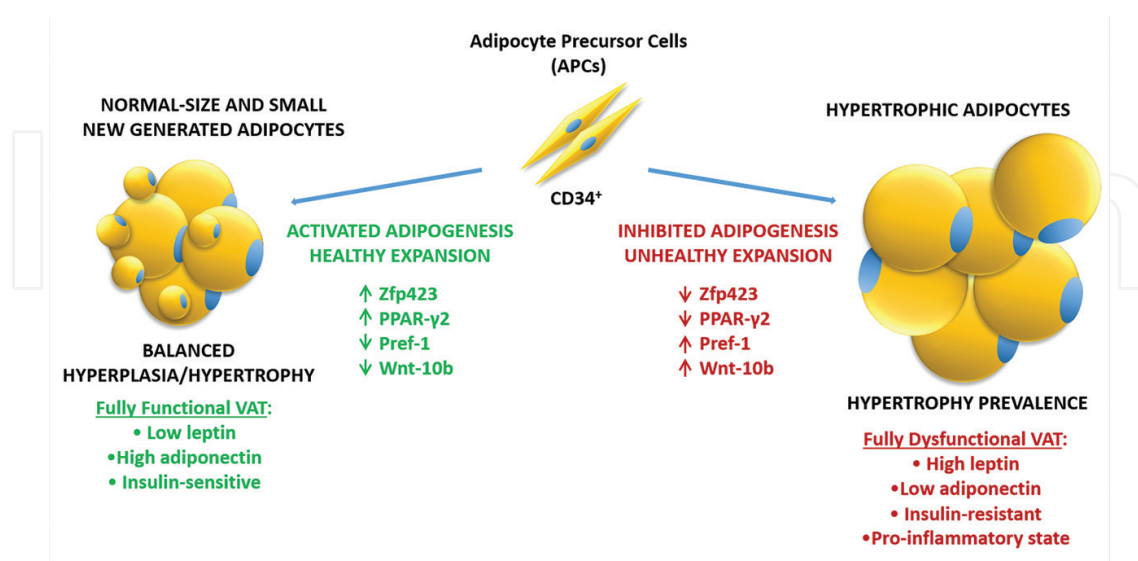 Adipocyte Precursor Cells
(APCs)
CD34⁺
NORMAL-SIZE AND SMALL
NEW GENERATED ADIPOCYTES
ACTIVATED ADIPOGENESIS
HEALTHY EXPANSION
↑ Zfp423
↑ PPAR-γ2
↓ Pref-1
↓ Wnt-10b
BALANCED
HYPERPLASIA/HYPERTROPHY
Fully Functional VAT:
• Low leptin
•High adiponectin
• Insulin-sensitive
HYPERTROPHIC ADIPOCYTES
INHIBITED ADIPOGENESIS
UNHEALTHY EXPANSION
↓ Zfp423
↓ PPAR-γ2
↑ Pref-1
↑ Wnt-10b
HYPERTROPHY PREVALENCE
Fully Dysfunctional VAT:
• High leptin
•Low adiponectin
• Insulin-resistant
•Pro-inflammatory state